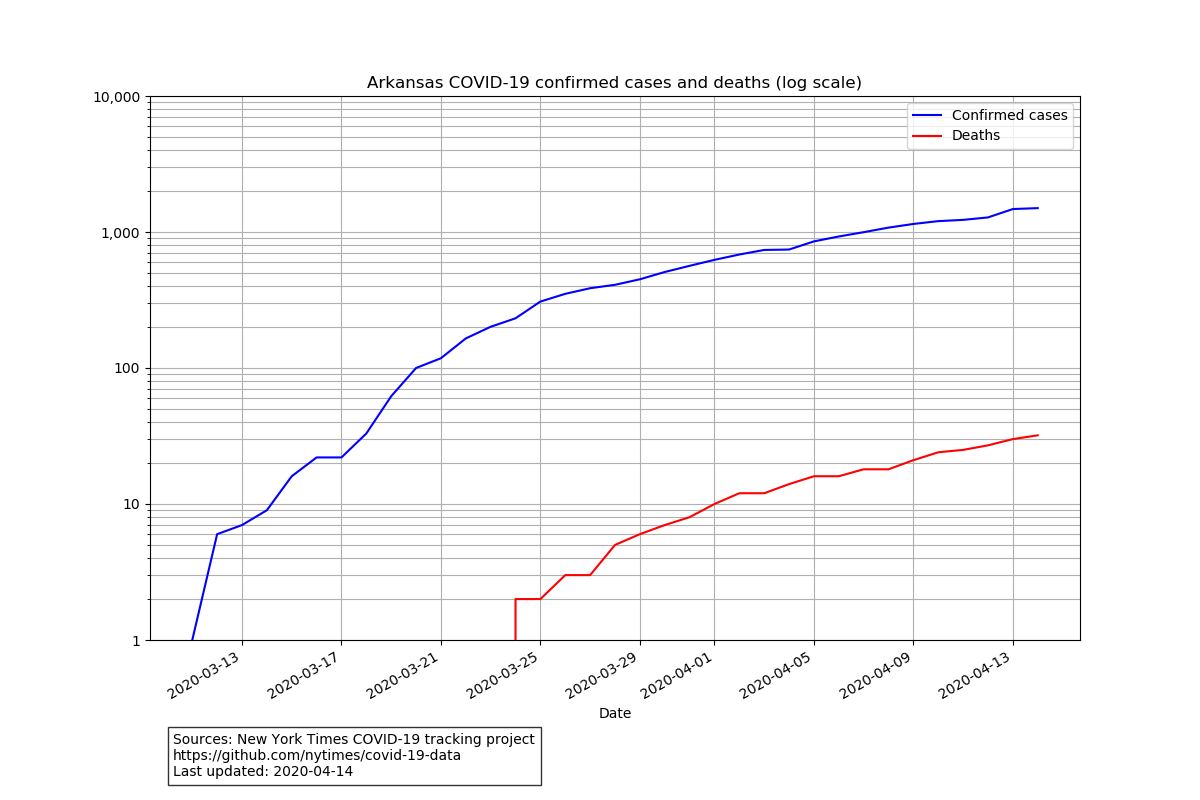 Arkansas COVID-19 confirmed cases and deaths (log scale)
10,000
1,000
100
10
1
Confirmed cases
Deaths
2020-03-13
2020-03-17
2020-03-21
2020-03-25
2020-03-29
2020-04-01
2020-04-05
2020-04-09
2020-04-13
Date
Sources: New York Times COVID-19 tracking project
https://github.com/nytimes/covid-19-data
Last updated: 2020-04-14